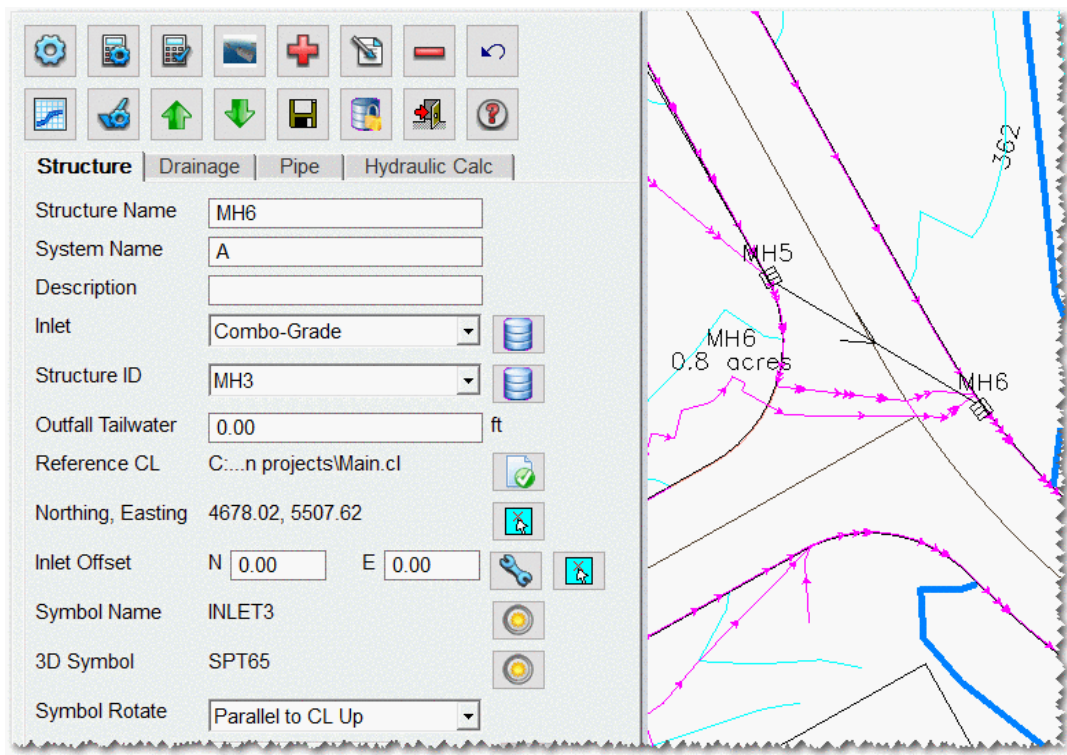 Structure Drainage Pipe Hydraulic Calc
Structure Name MH6
System Name A
Description
Inlet Combo-Grade
Structure ID MH3
Outfall Tailwater 0.00 ft
Reference CL C:...n projects\Main.cl
Northing, Easting 4678.02, 5507.62
Inlet Offset N 0.00 E 0.00
Symbol Name INLET3
3D Symbol SPT65
Symbol Rotate Parallel to CL Up
362
MH5
MH6
0.8 acres
MH6